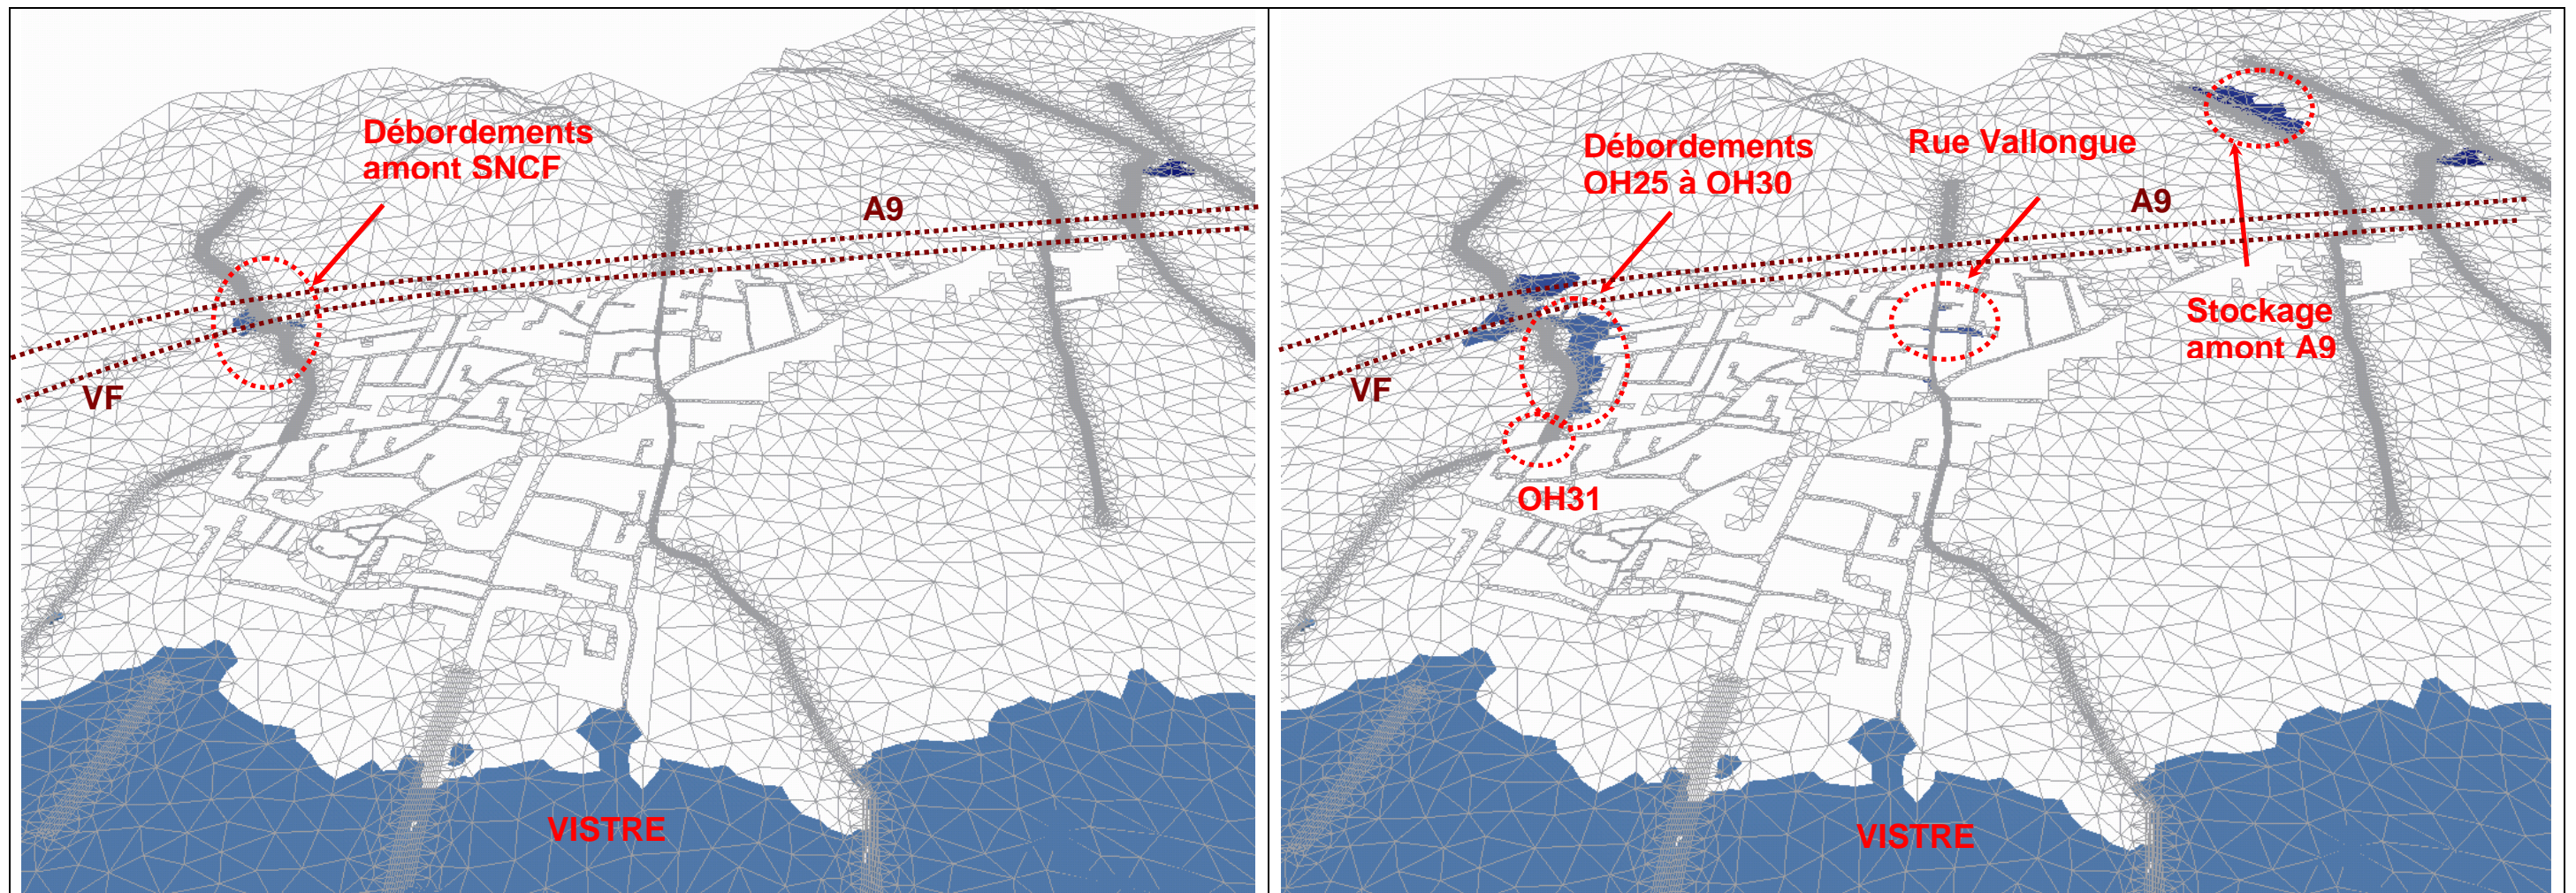 Débordements
amont SNCF
A9
VF
VISTRE
Débordements
OH25 à OH30
Rue Vallongue
A9
Stockage
amont A9
VF
OH31
VISTRE